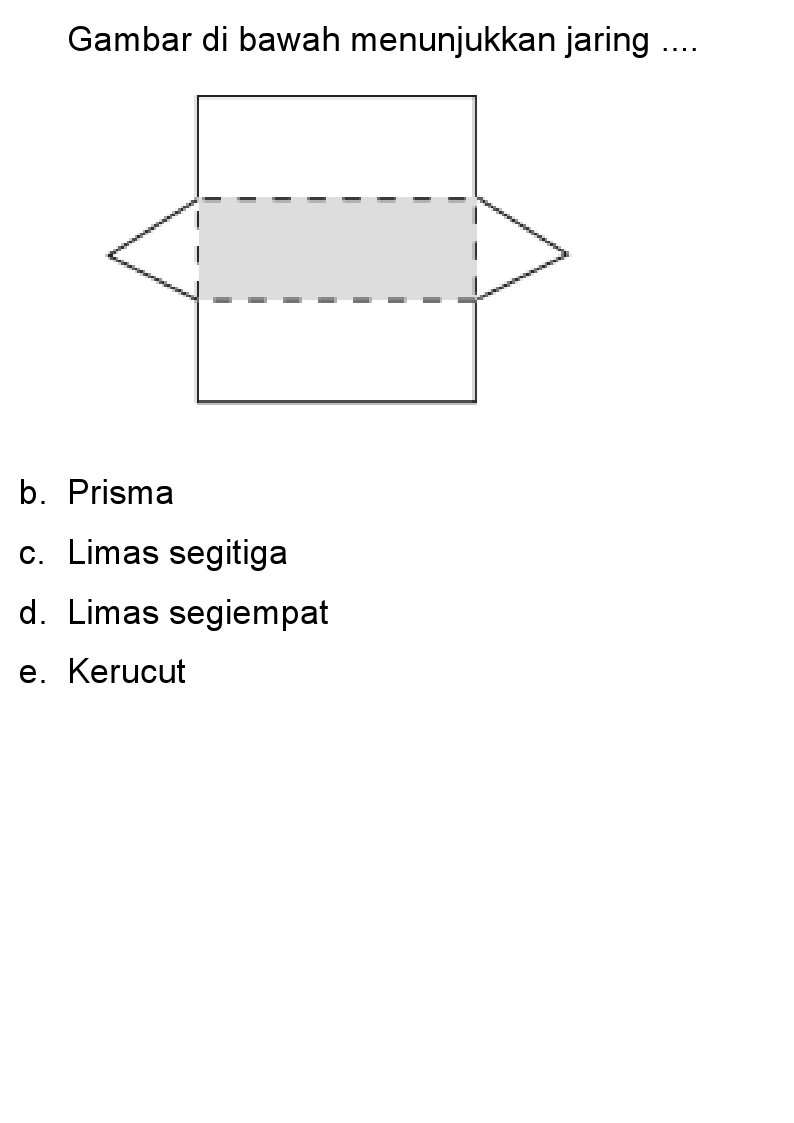 Gambar di bawah menunjukkan jaring ....
b. Prisma
c. Limas segitiga
d. Limas segiempat
e. Kerucut